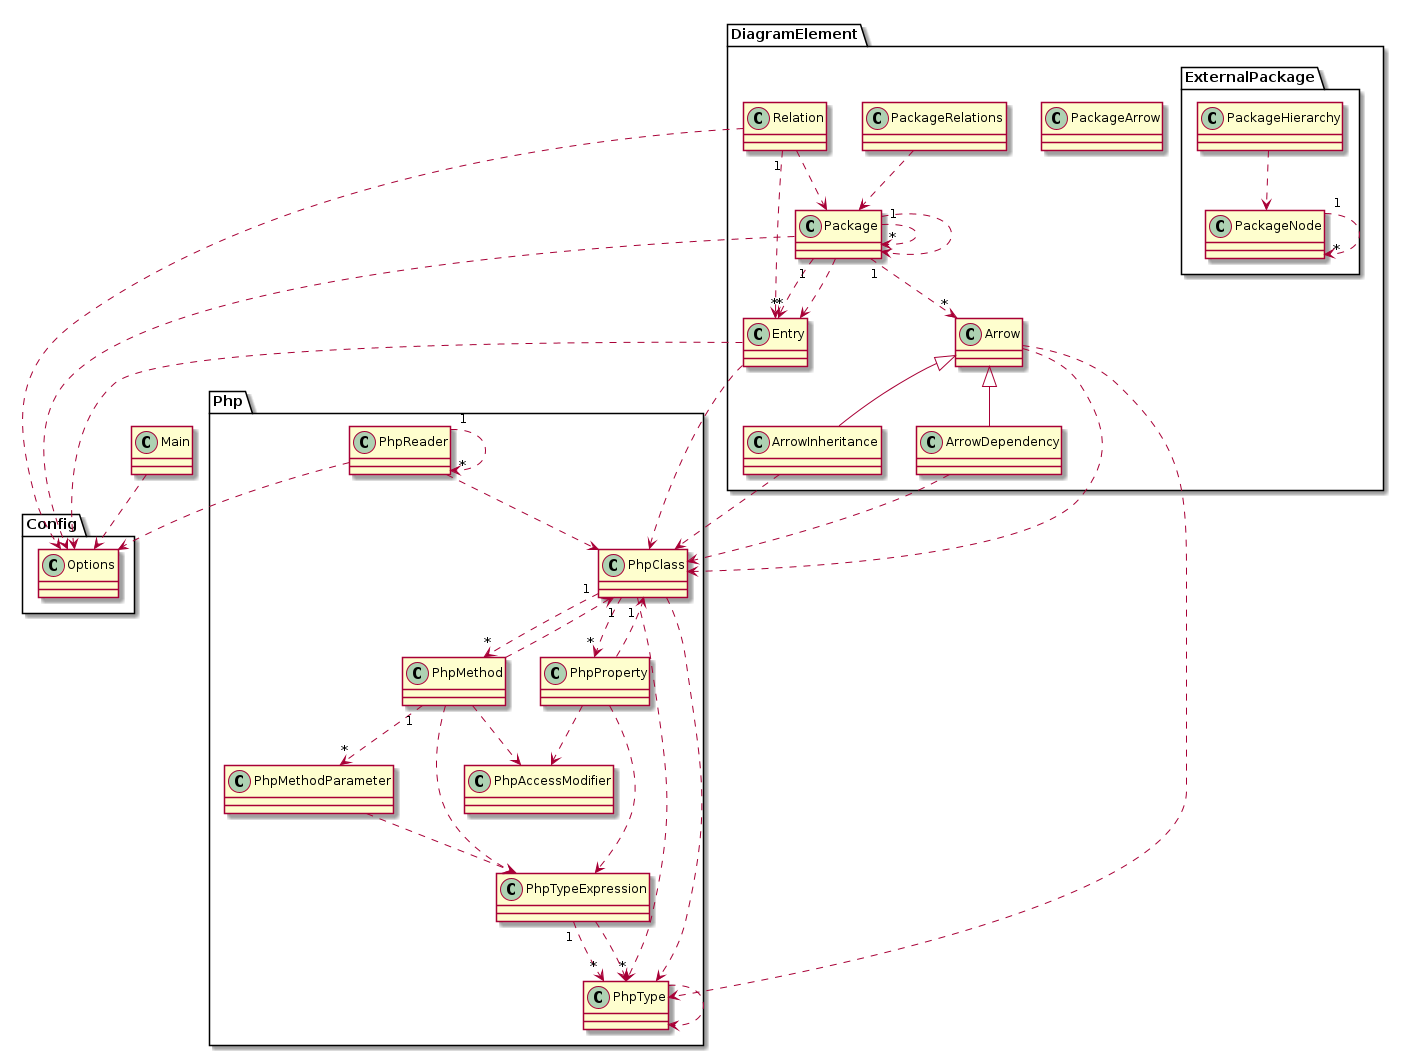 DiagramElement
ExternalPackage
C Relation
C PackageRelations
C PackageArrow
C PackageHierarchy
1
1
1
C Package
*
C PackageNode
*
1
1
*
*
*
C Entry
C Arrow
Php
1
C Main
C PhpReader
C ArrowInheritance
C ArrowDependency
*
Config
C Options
C PhpClass
1
1
1
*
*
C PhpMethod
C PhpProperty
1
*
C PhpMethodParameter
C PhpAccessModifier
C PhpTypeExpression
1
*
*
C PhpType